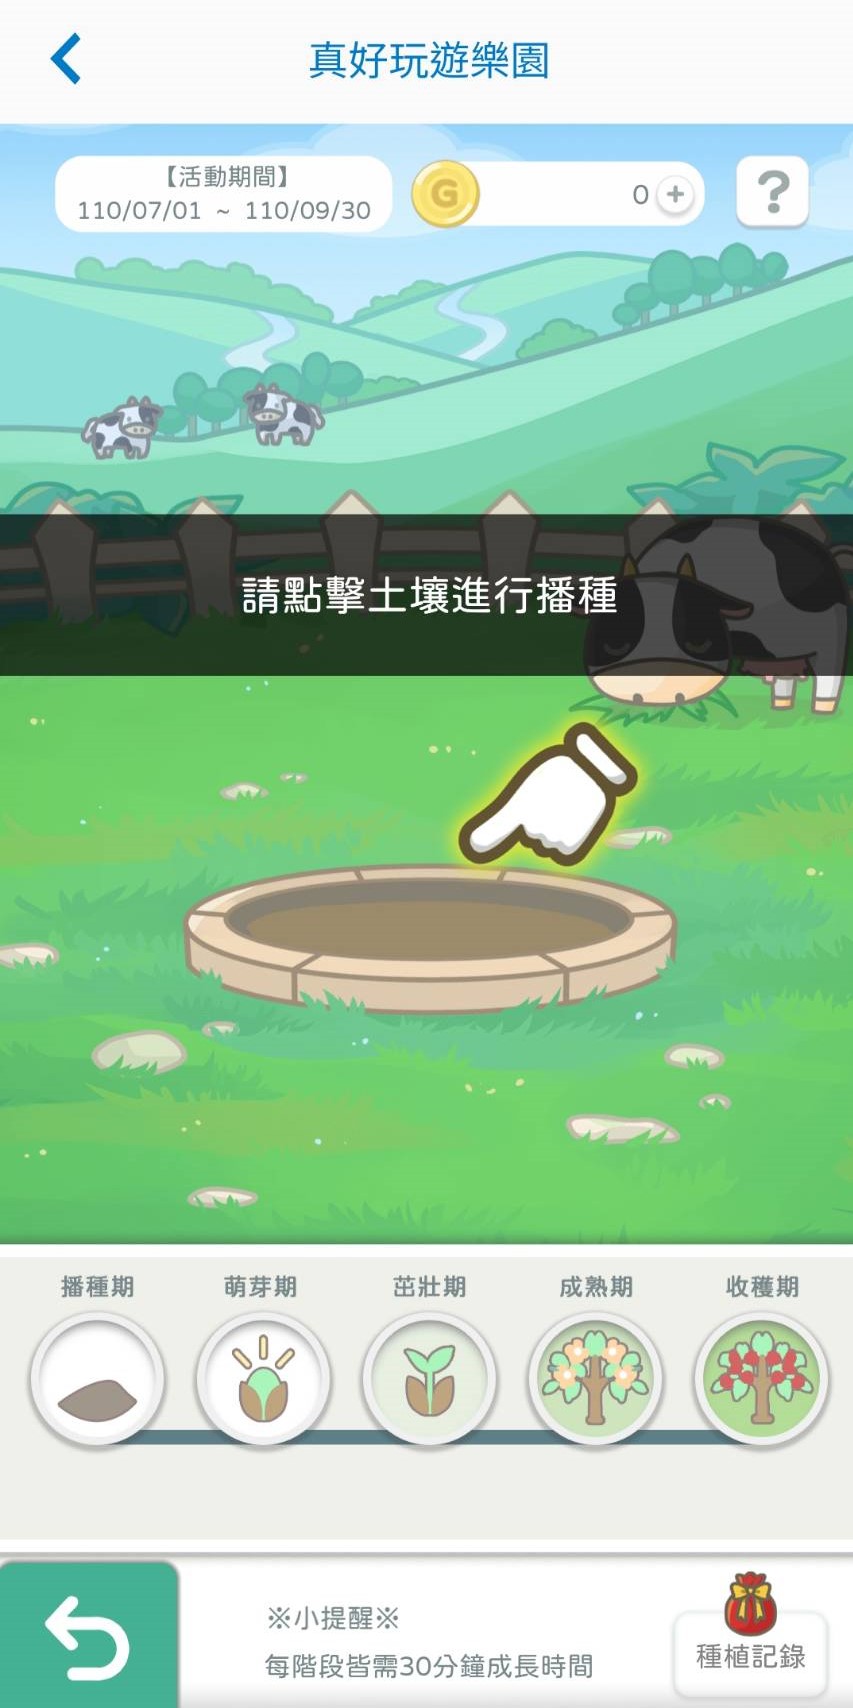 真好玩遊樂園
【活動期間】
110/07/01 ~ 110/09/30
G
0 +
?
請點擊土壤進行播種
播種期 萌芽期 茁壯期 成熟期 收穫期
※小提醒※
每階段皆需30分鐘成長時間
種植記錄